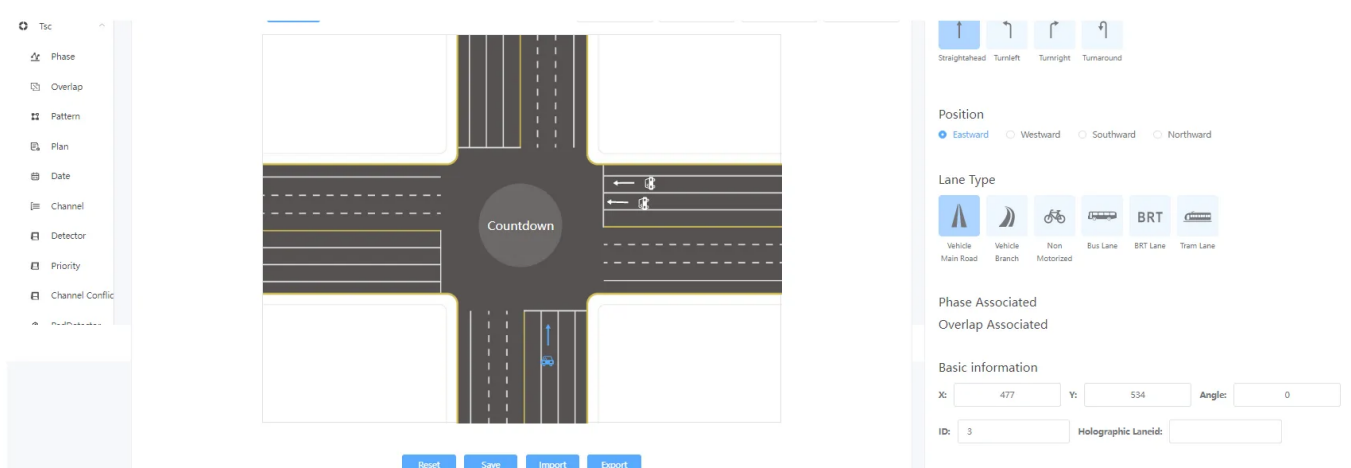 Tsc
Phase
Overlap
Pattern
Plan
Date
Channel
Detector
Priority
Channel Conflic
Countdown
Reset Save Import Export
Straightahead Turnleft Turnright Turnaround
Position
Eastward Westward Southward Northward
Lane Type
BRT
Vehicle Main Road
Vehicle Branch
Non Motorized
Bus Lane
BRT Lane
Tram Lane
Phase Associated
Overlap Associated
Basic information
X: 477 Y: 534 Angle: 0
ID: 3 Holographic Laneid: